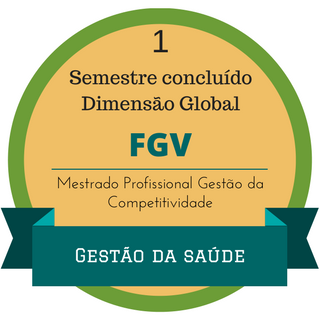 1
Semestre concluído
Dimensão Global
FGV
Mestrado Profissional Gestão da
Competitividade
Gestão da saúde